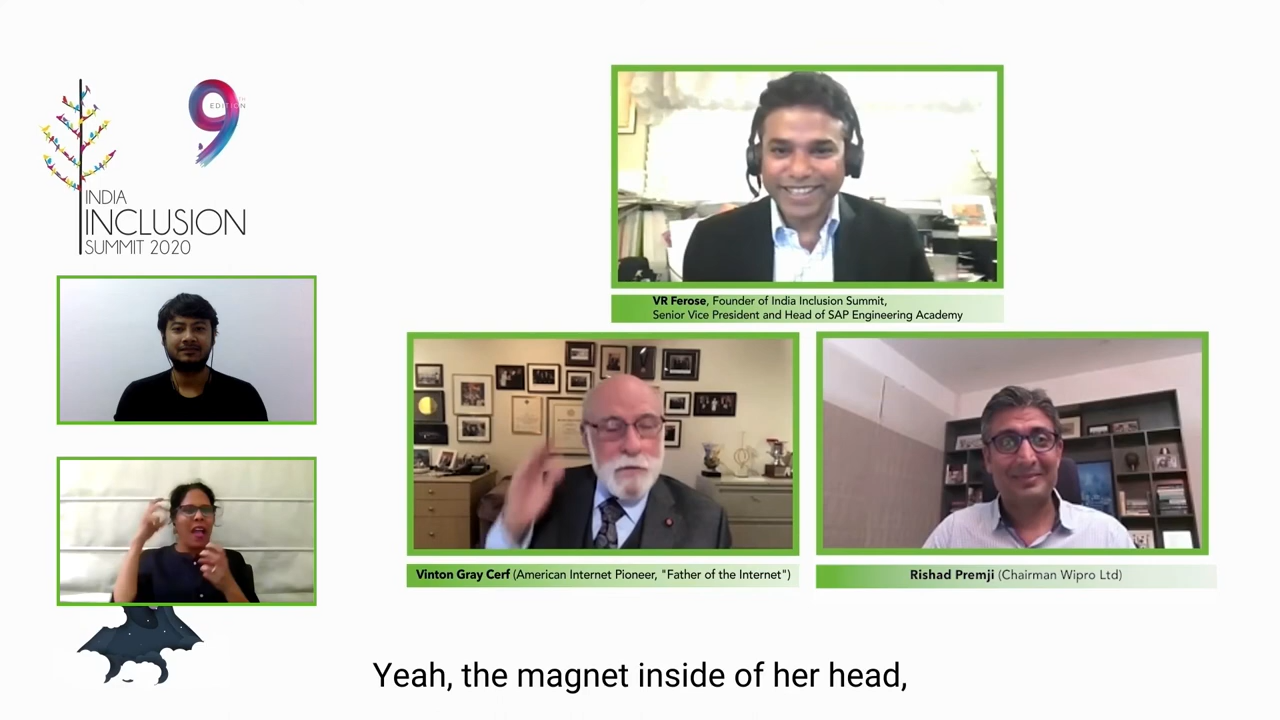 9
EDITION
INDIA
INCLUSION
SUMMIT 2020
VR Ferose, Founder of India Inclusion Summit,
Senior Vice President and Head of SAP Engineering Academy
Vinton Gray Cerf (American Internet Pioneer, "Father of the Internet")
Rishad Premji (Chairman Wipro Ltd)
Yeah, the magnet inside of her head,